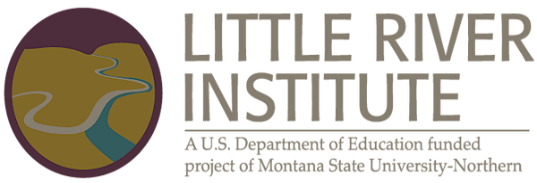 LITTLE RIVER
INSTITUTE
A U.S. Department of Education funded
project of Montana State University-Northern